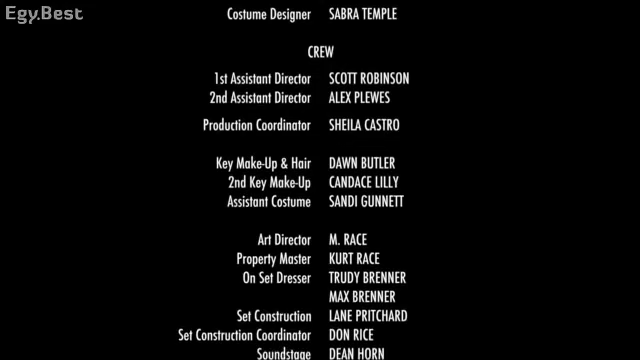 Egy.Best
Costume Designer SABRA TEMPLE
CREW
1st Assistant Director SCOTT ROBINSON
2nd Assistant Director ALEX PLEWES
Production Coordinator SHEILA CASTRO
Key Make-Up & Hair DAWN BUTLER
2nd Key Make-Up CANDACE LILLY
Assistant Costume SANDI GUNNETT
Art Director M. RACE
Property Master KURT RACE
On Set Dresser TRUDY BRENNER
MAX BRENNER
Set Construction LANE PRITCHARD
Set Construction Coordinator DON RICE
Soundstage DEAN HORN